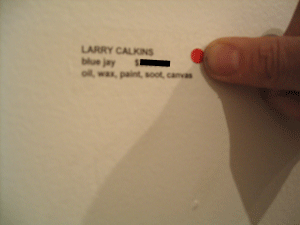 LARRY CALKINS
blue jay $
oil, wax, paint, soot, canvas